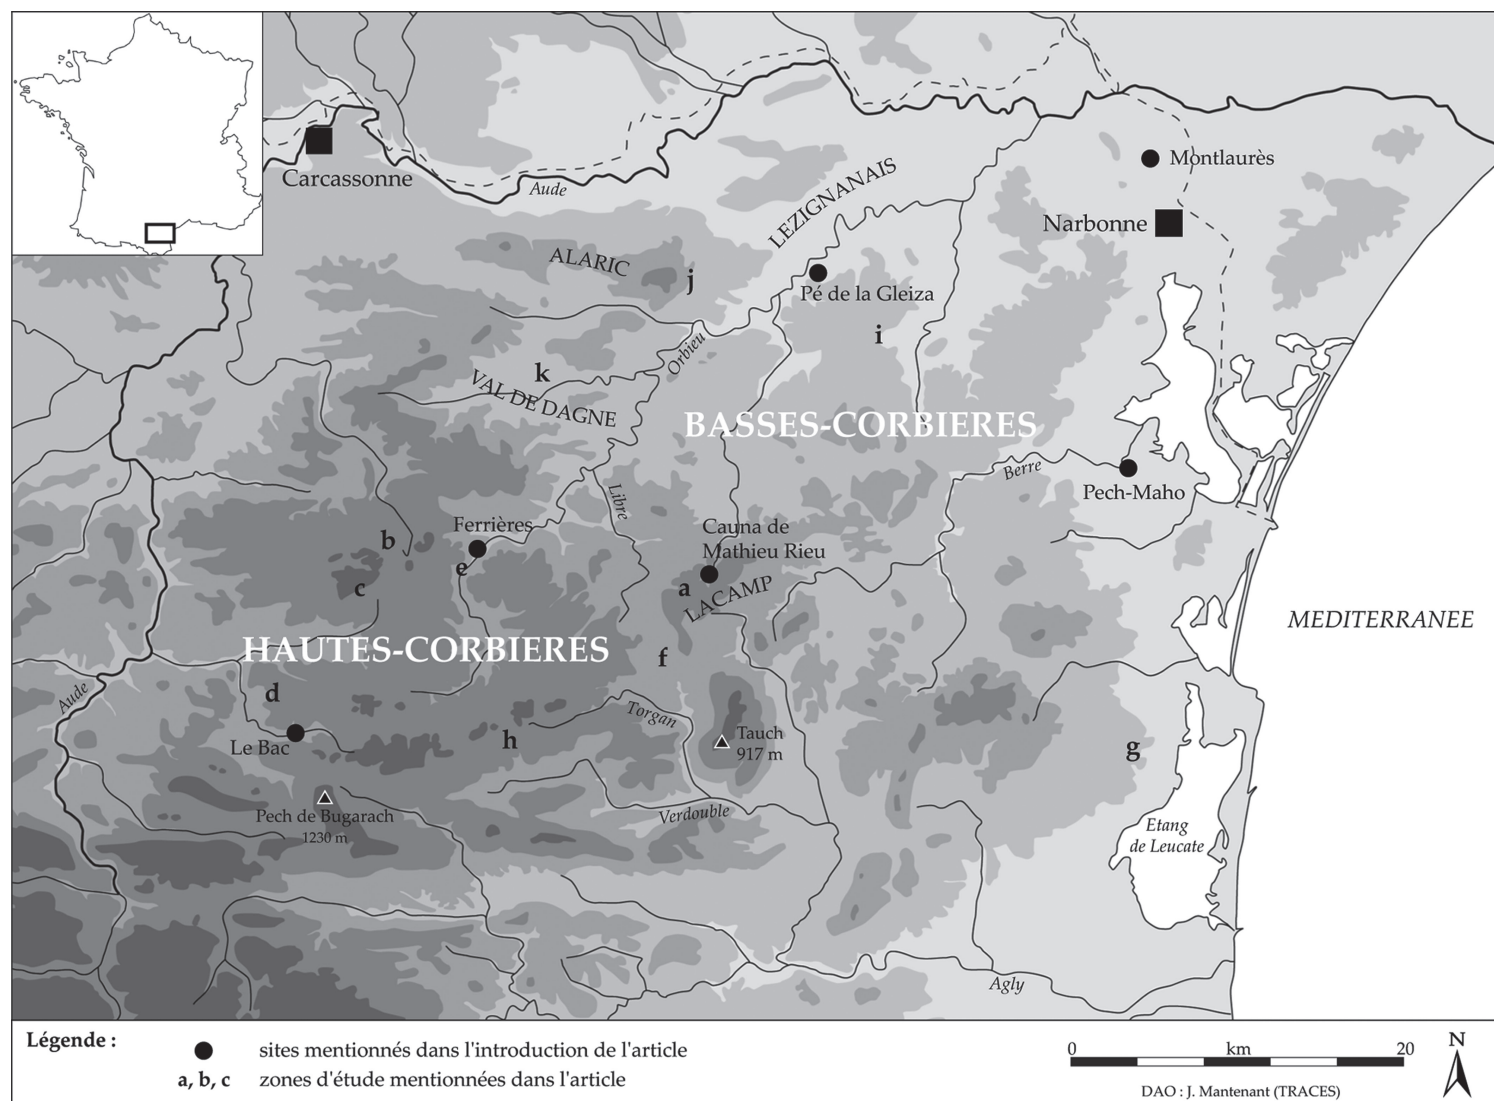 Carcassonne
Aude
Montlaurès
LEZIGNANAIS
Narbonne
ALARIC
j
Pé de la Gleiza
i
Orbieu
k
VAL DE DAGNE
BASSES-CORBIERES
Berre
Pech-Maho
Libre
Ferrières
Cauna de
Mathieu Rieu
b
e
c
a
LACAMP
MEDITERRANEE
HAUTES-CORBIERES
f
Aude
d
Torgan
Le Bac
h
Tauch
917 m
g
Pech de Bugarach
1230 m
Verdouble
Etang
de Leucate
Agly
Légende :
sites mentionnés dans l'introduction de l'article
a, b, c zones d'étude mentionnées dans l'article
0 km 20
N
DAO : J. Mantenant (TRACES)